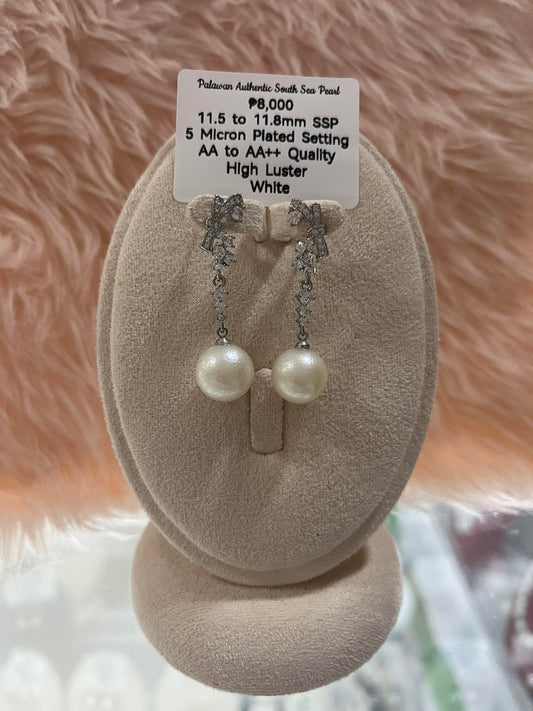 Palawan Authentic South Sea Pearl
₱8,000
11.5 to 11.8mm SSP
5 Micron Plated Setting
AA to AA++ Quality
High Luster
White